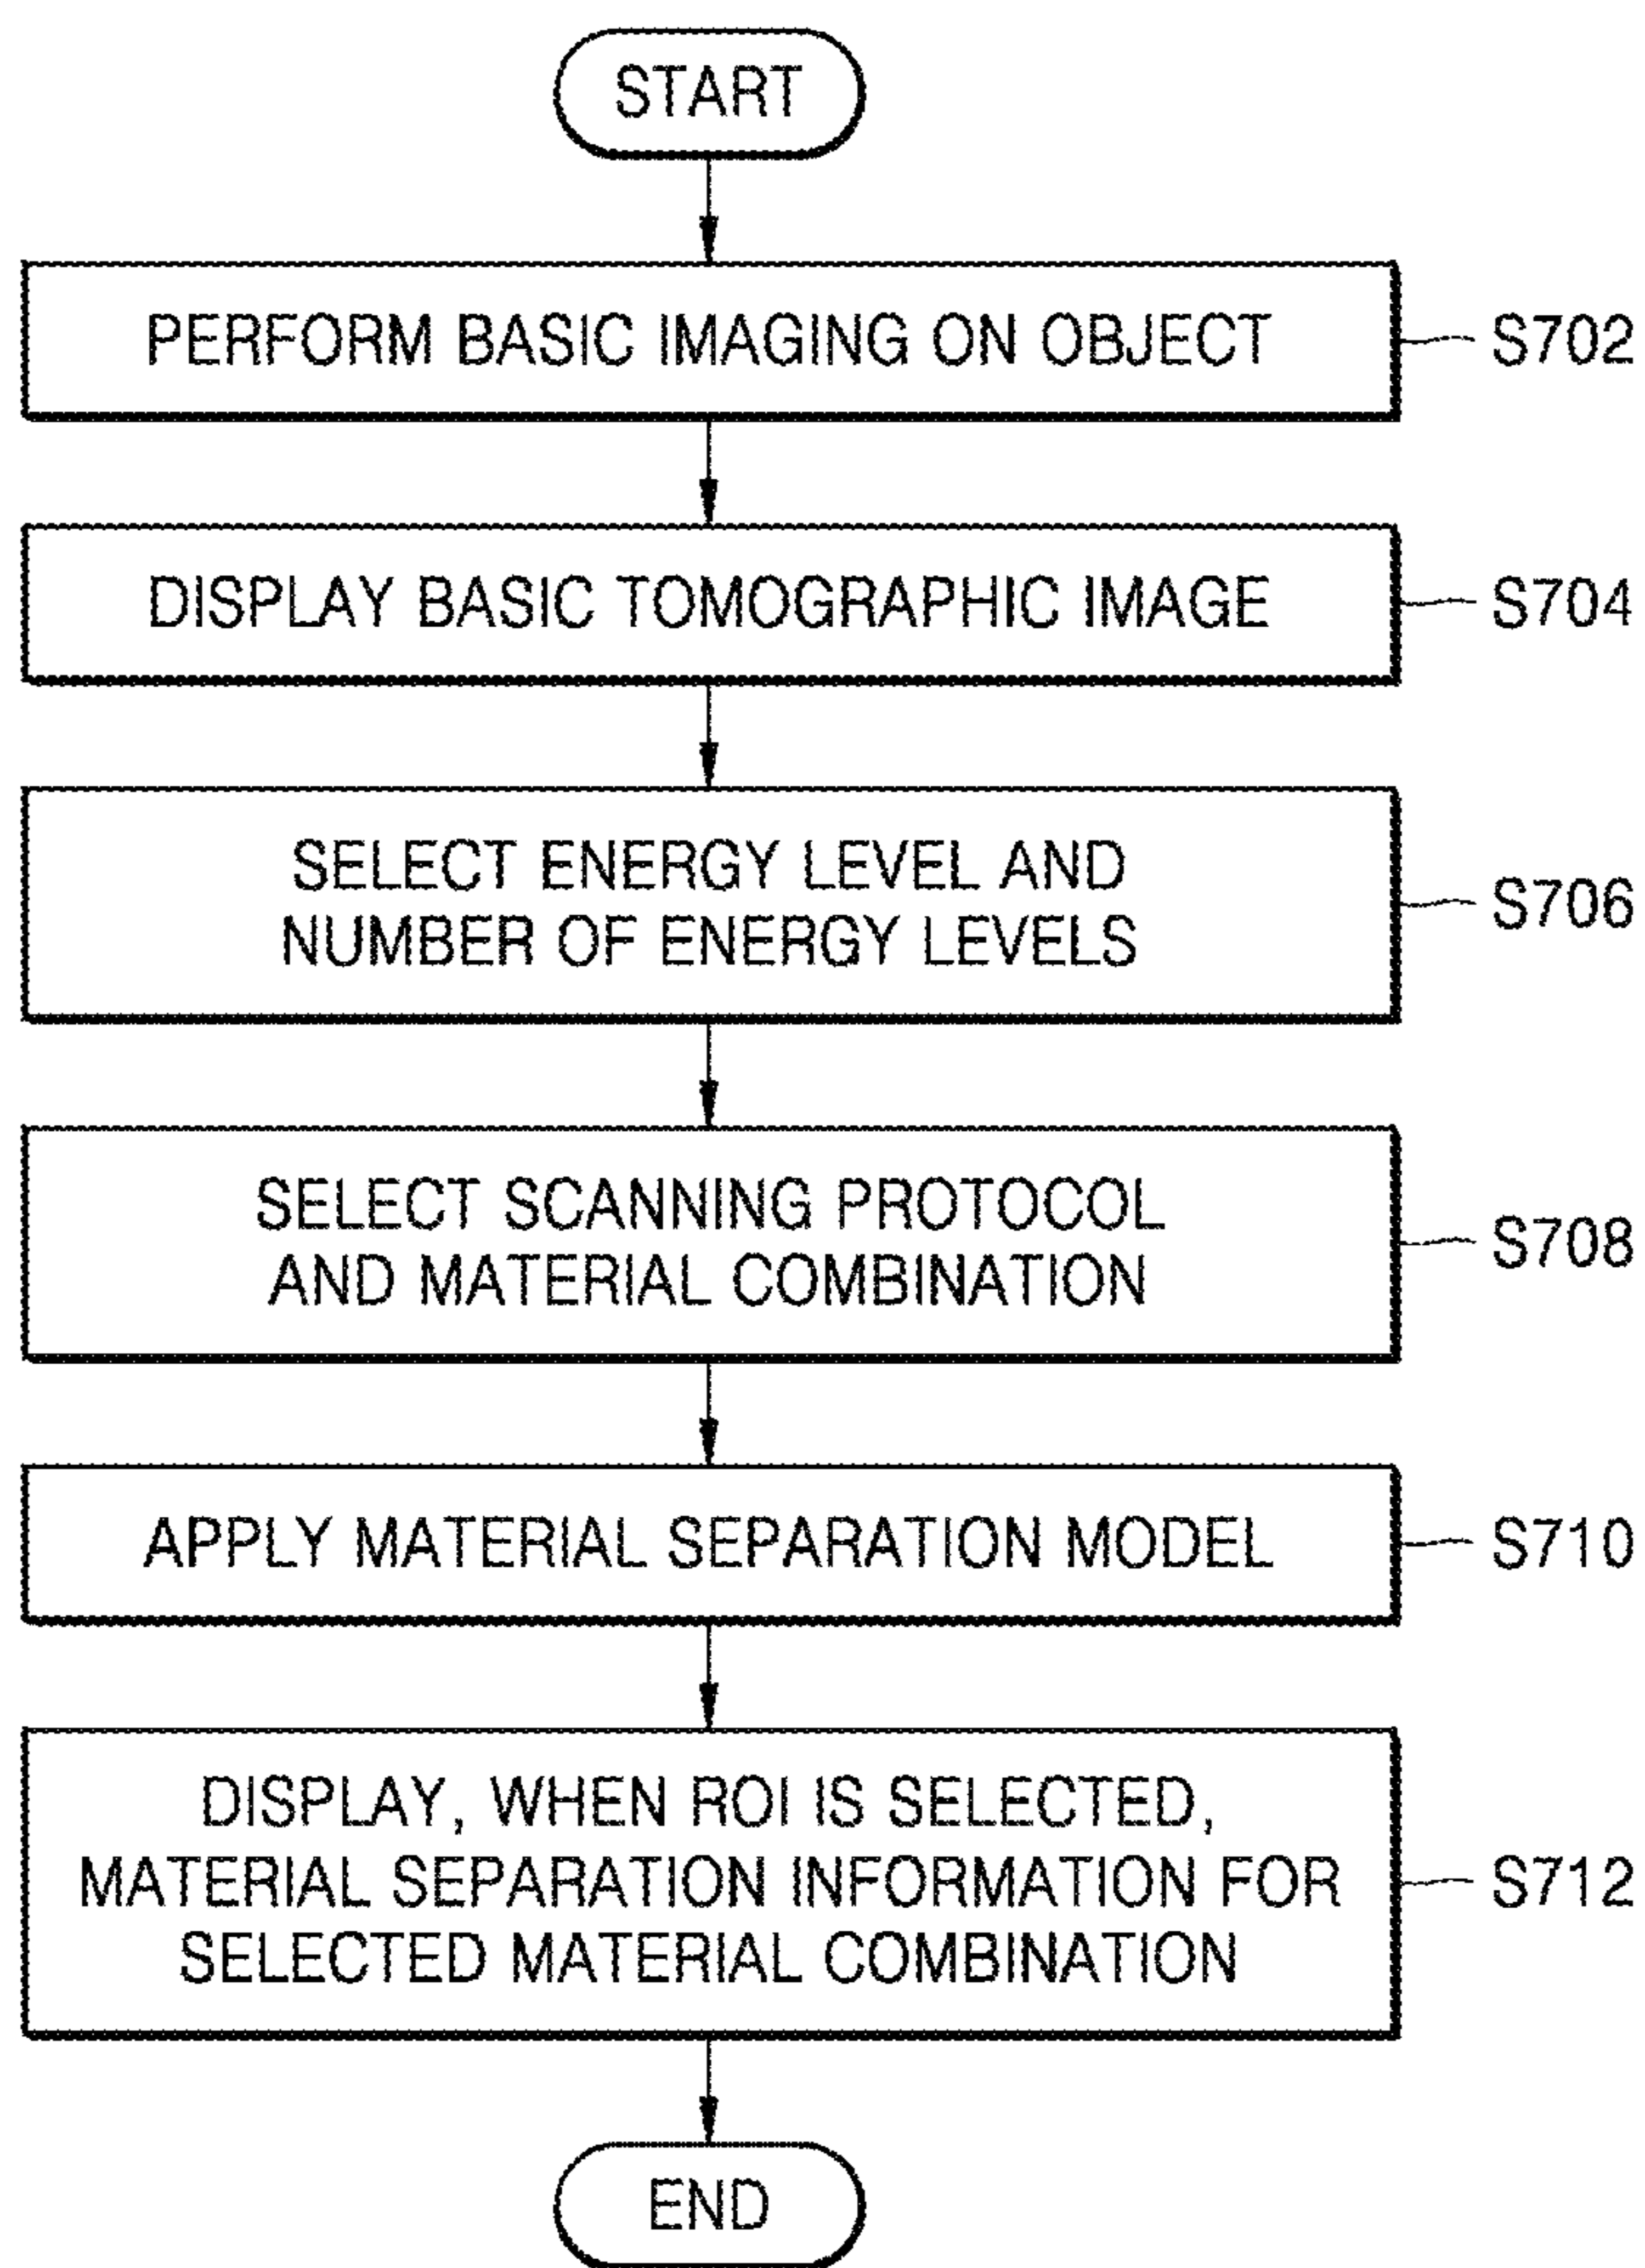 START
PERFORM BASIC IMAGING ON OBJECT
S702
DISPLAY BASIC TOMOGRAPHIC IMAGE
S704
SELECT ENERGY LEVEL AND
NUMBER OF ENERGY LEVELS
S706
SELECT SCANNING PROTOCOL
AND MATERIAL COMBINATION
S708
APPLY MATERIAL SEPARATION MODEL
S710
DISPLAY, WHEN ROI IS SELECTED,
MATERIAL SEPARATION INFORMATION FOR
SELECTED MATERIAL COMBINATION
S712
END